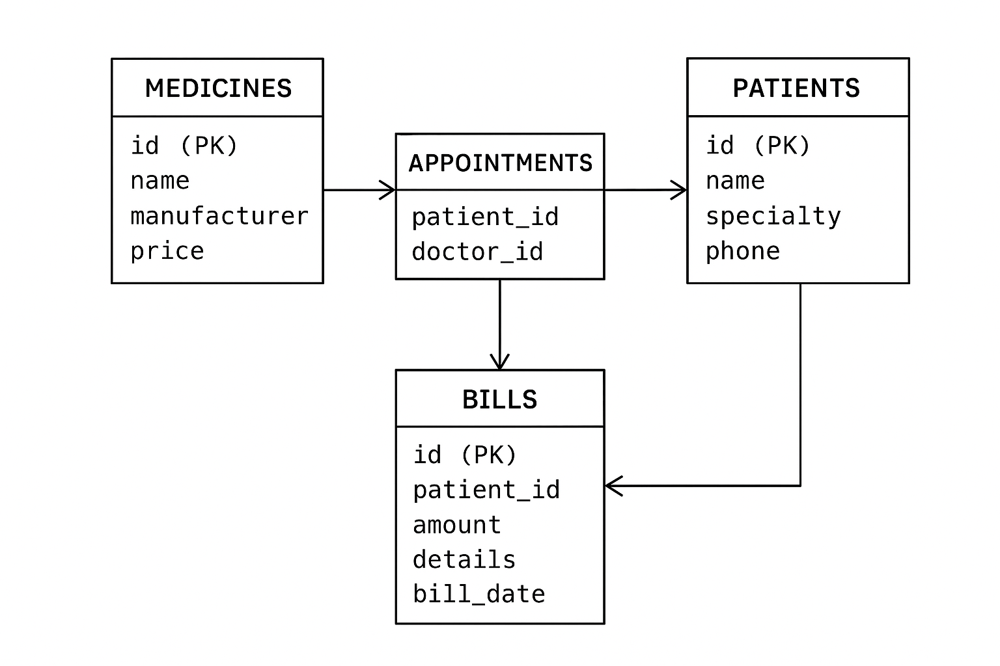 MEDICINES
id (PK)
name
manufacturer
price
APPOINTMENTS
patient_id
doctor_id
PATIENTS
id (PK)
name
specialty
phone
BILLS
id (PK)
patient_id
amount
details
bill_date